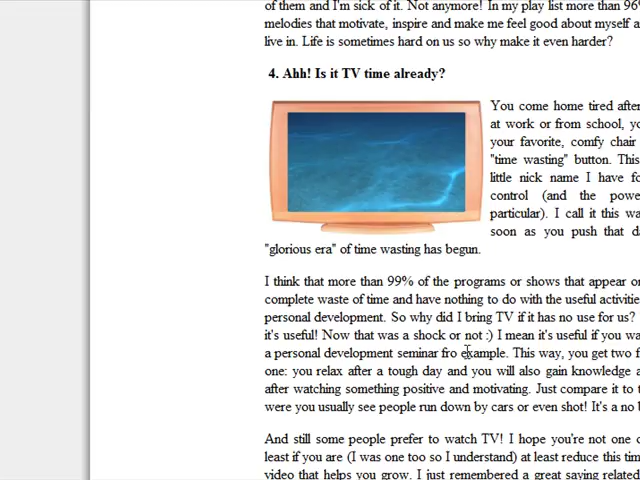 of them and I'm sick of it. Not anymore! In my play list more than 96%
melodies that motivate, inspire and make me feel good about myself a
live in. Life is sometimes hard on us so why make it even harder?
4. Ahh! Is it TV time already?
You come home tired after
at work or from school, yo
your favorite, comfy chair
"time wasting" button. This
little nick name I have fo
control (and the powe
particular). I call it this wa
soon as you push that da
"glorious era" of time wasting has begun.
I think that more than 99% of the programs or shows that appear on
complete waste of time and have nothing to do with the useful activitie
personal development. So why did I bring TV if it has no use for us?
it's useful! Now that was a shock or not :) I mean it's useful if you wa
a personal development seminar fro example. This way, you get two f
one: you relax after a tough day and you will also gain knowledge a
after watching something positive and motivating. Just compare it to t
were you usually see people run down by cars or even shot! It's a no b
And still some people prefer to watch TV! I hope you're not one o
least if you are (I was one too so I understand) at least reduce this tim
video that helps you grow. I just remembered a great saying related